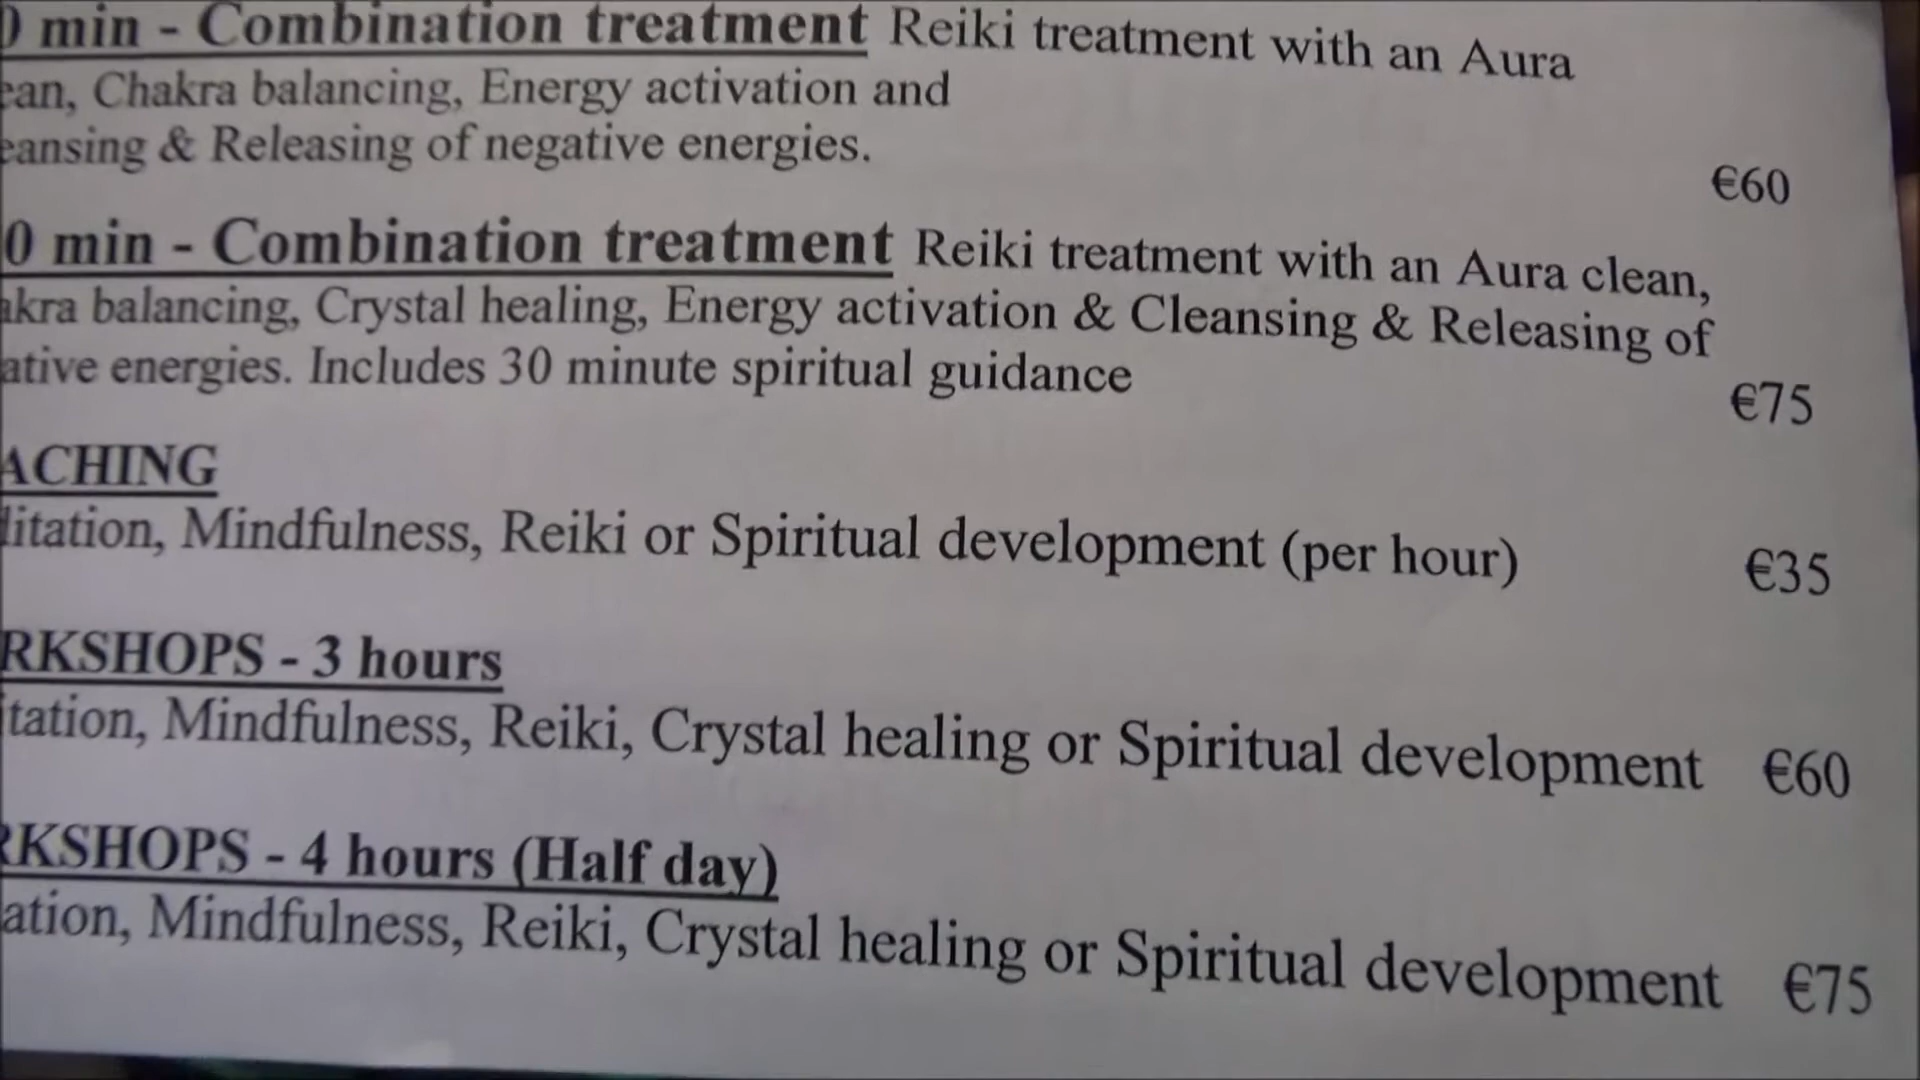 0 min - Combination treatment Reiki treatment with an Aura
ean, Chakra balancing, Energy activation and
eansing & Releasing of negative energies.
€60
0 min - Combination treatment Reiki treatment with an Aura clean,
akra balancing, Crystal healing, Energy activation & Cleansing & Releasing of
ative energies. Includes 30 minute spiritual guidance
€75
ACHING
litation, Mindfulness, Reiki or Spiritual development (per hour) €35
RKSHOPS - 3 hours
tation, Mindfulness, Reiki, Crystal healing or Spiritual development €60
RKSHOPS - 4 hours (Half day)
ation, Mindfulness, Reiki, Crystal healing or Spiritual development €75